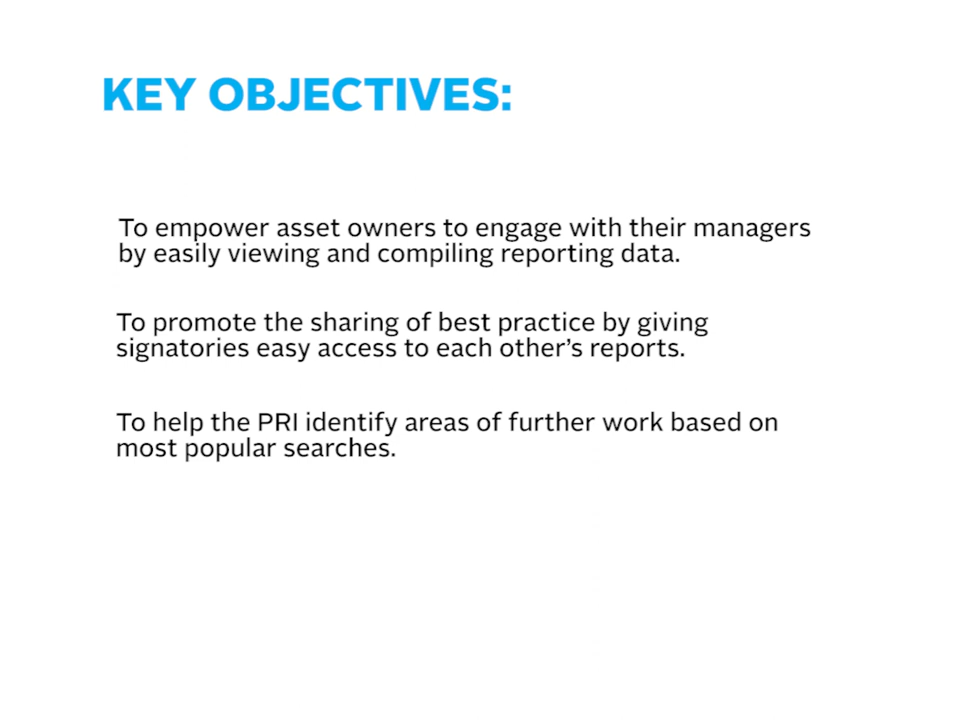 KEY OBJECTIVES:
To empower asset owners to engage with their managers
by easily viewing and compiling reporting data.
To promote the sharing of best practice by giving
signatories easy access to each other’s reports.
To help the PRI identify areas of further work based on
most popular searches.